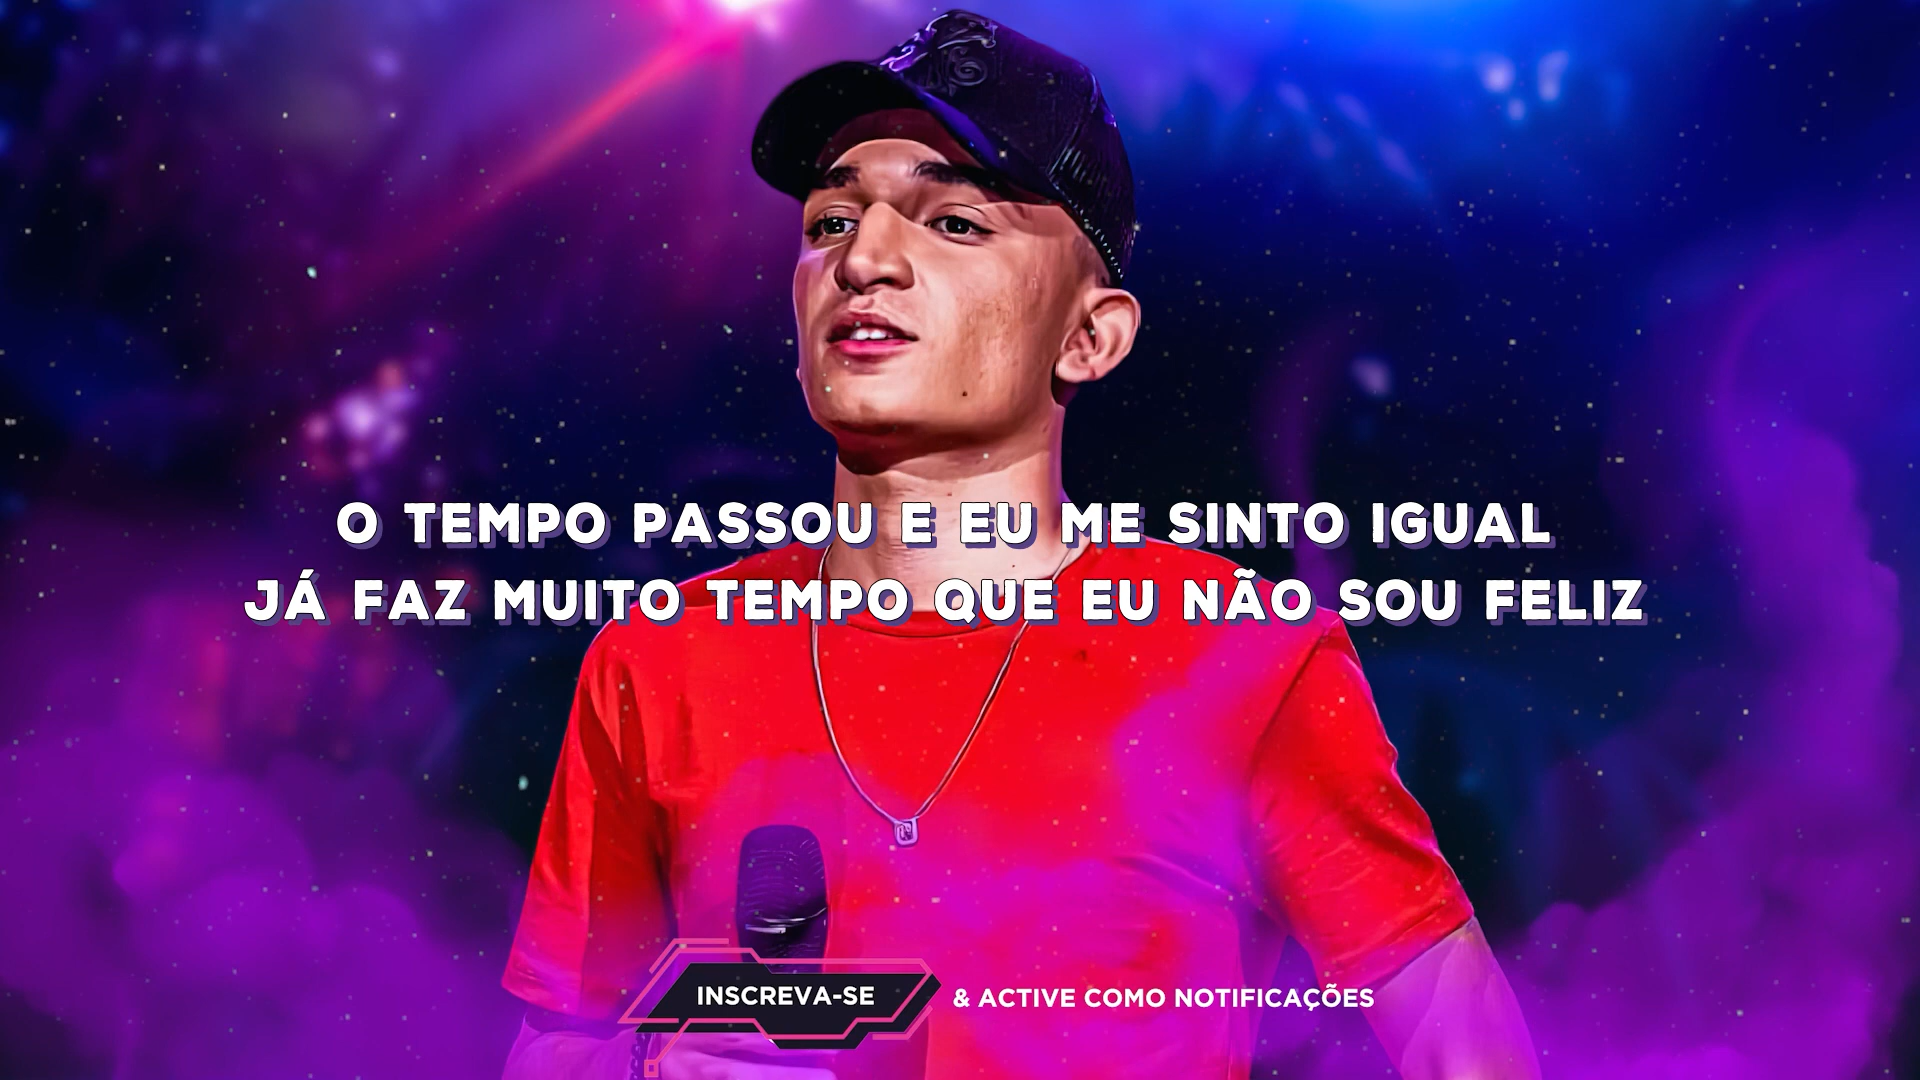 O TEMPO PASSOU E EU ME SINTO IGUAL
JÁ FAZ MUITO TEMPO QUE EU NÃO SOU FELIZ
INSCREVA-SE
& ACTIVE COMO NOTIFICAÇÕES